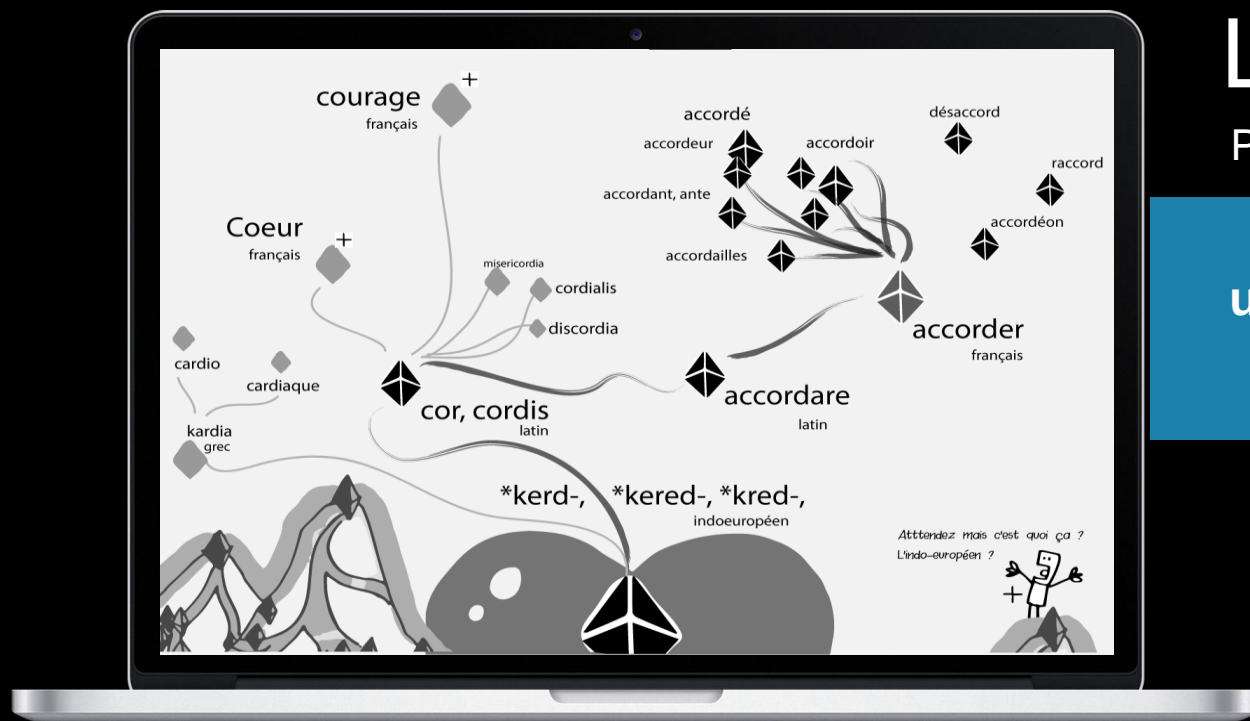 courage
français
+
accordé
accordeur
accordoir
désaccord
raccord
accordant, ante
accordéon
accordailles
Coeur
français
+
misericordia
cordialis
discordia
accorder
français
cardio
cardiaque
kardia
grec
cor, cordis
latin
accordare
latin
*kerd-, *kered-, *kred-,
indoeuropéen
Atttendez mais c'est quoi ça ?
L'indo-européen ?
+
L
P
u